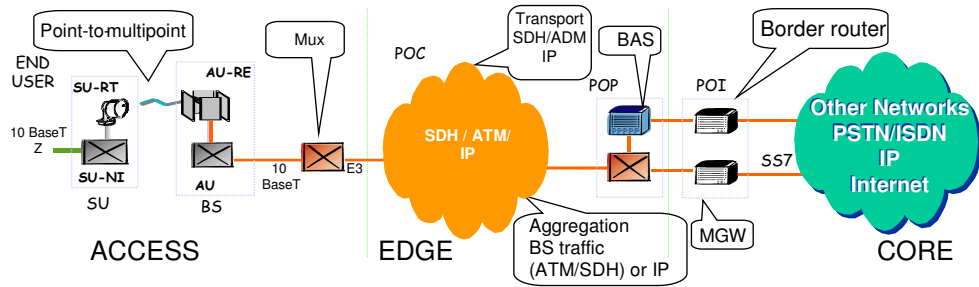 Point-to-multipoint
Mux
POC
Transport
SDH/ADM
IP
BAS
Border router
END
USER
SU-RT
AU-RE
POP
POI
10 BaseT
Z
SU-NI
SU
AU
BS
10
BaseT
E3
SDH / ATM/
IP
SS7
Other Networks
PSTN/ISDN
IP
Internet
Aggregation
BS traffic
(ATM/SDH) or IP
MGW
ACCESS
EDGE
CORE